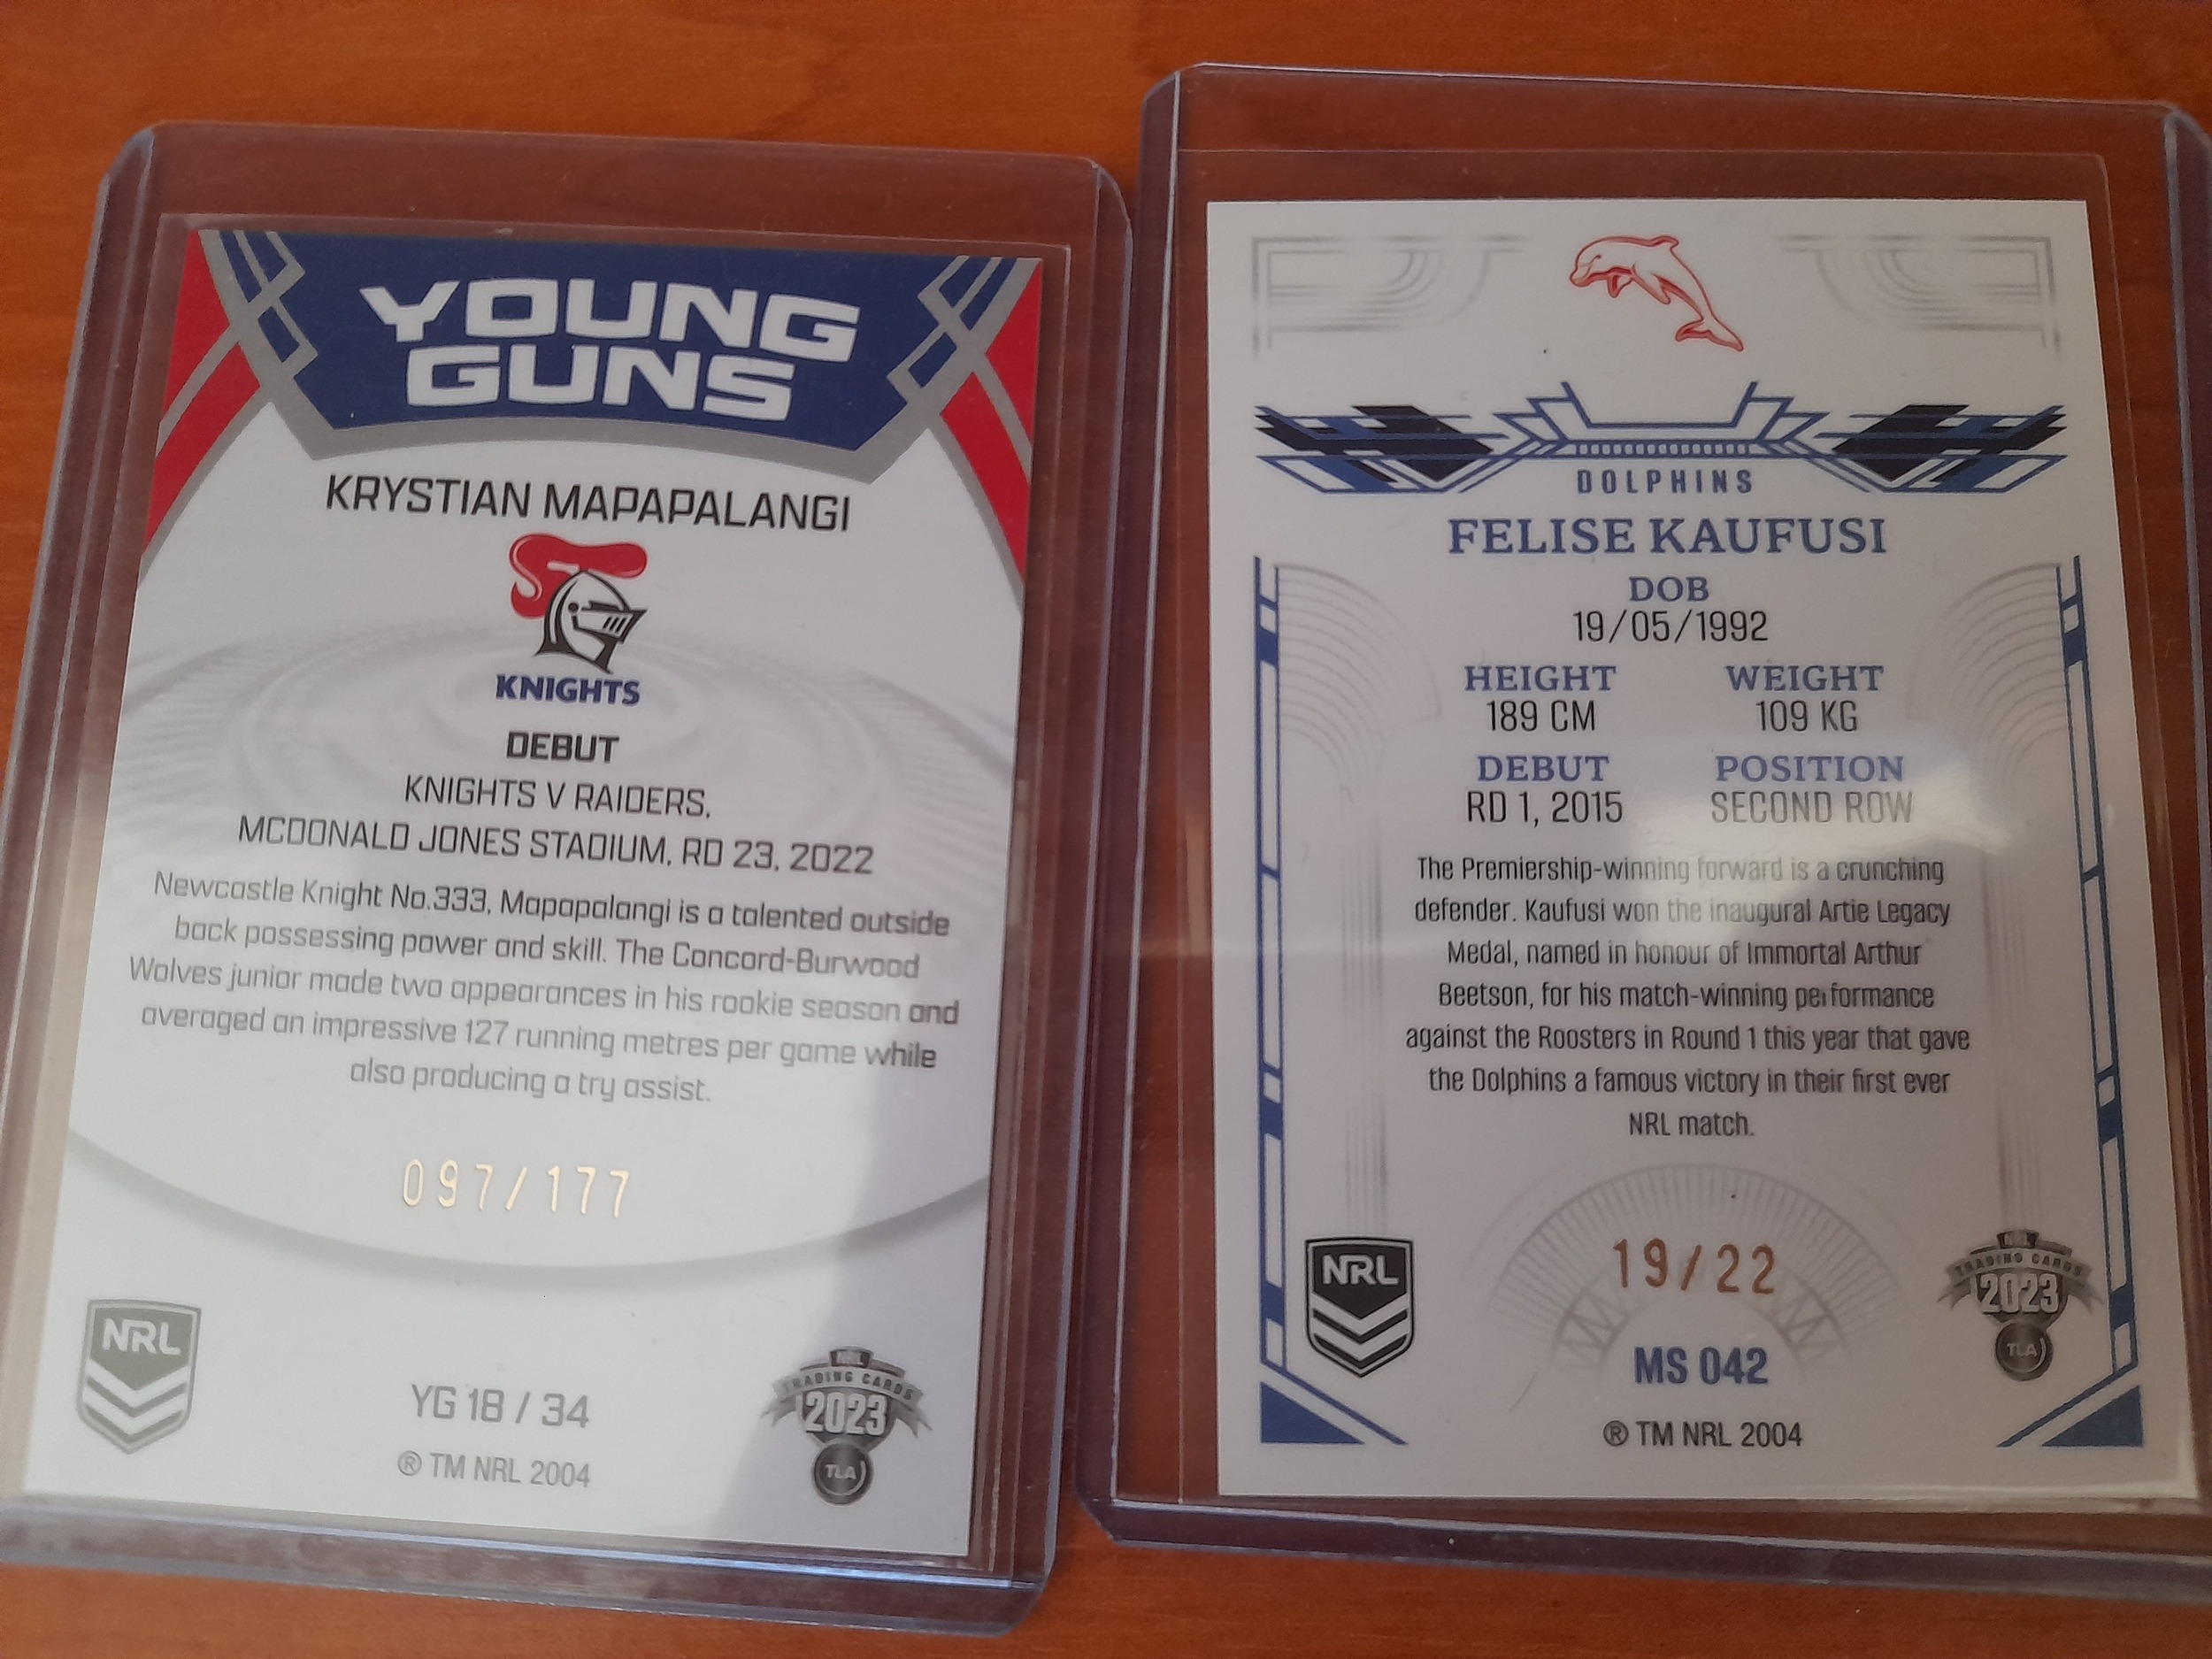 YOUNG
GUNS
KRYSTIAN MAPAPALANGI
KNIGHTS
DEBUT
KNIGHTS V RAIDERS,
MCDONALD JONES STADIUM, RD 23, 2022
Newcastle Knight No.333, Mapapalangi is a talented outside
back possessing power and skill. The Concord-Burwood
Wolves junior made two appearances in his rookie season and
averaged an impressive 127 running metres per game while
also producing a try assist.
097/177
NRL
YG 18 / 34
® TM NRL 2004
NRL
TRADING CARDS
2023
TLA
DOLPHINS
FELISE KAUFUSI
DOB
19/05/1992
HEIGHT WEIGHT
189 CM 109 KG
DEBUT POSITION
RD 1, 2015 SECOND ROW
The Premiership-winning forward is a crunching
defender. Kaufusi won the inaugural Artie Legacy
Medal, named in honour of Immortal Arthur
Beetson, for his match-winning performance
against the Roosters in Round 1 this year that gave
the Dolphins a famous victory in their first ever
NRL match.
19/22
NRL
MS 042
® TM NRL 2004
NRL
TRADING CARDS
2023
TLA